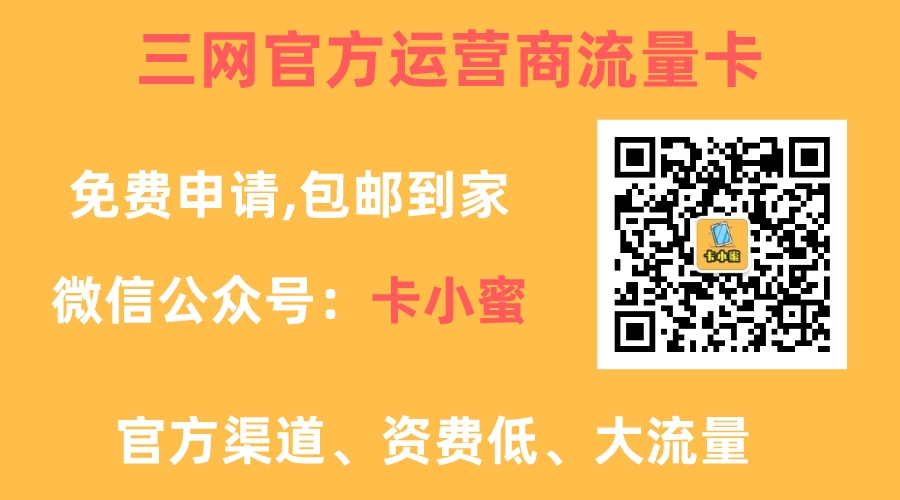 三网官方运营商流量卡
免费申请,包邮到家
卡小蜜
微信公众号：卡小蜜
官方渠道、资费低、大流量